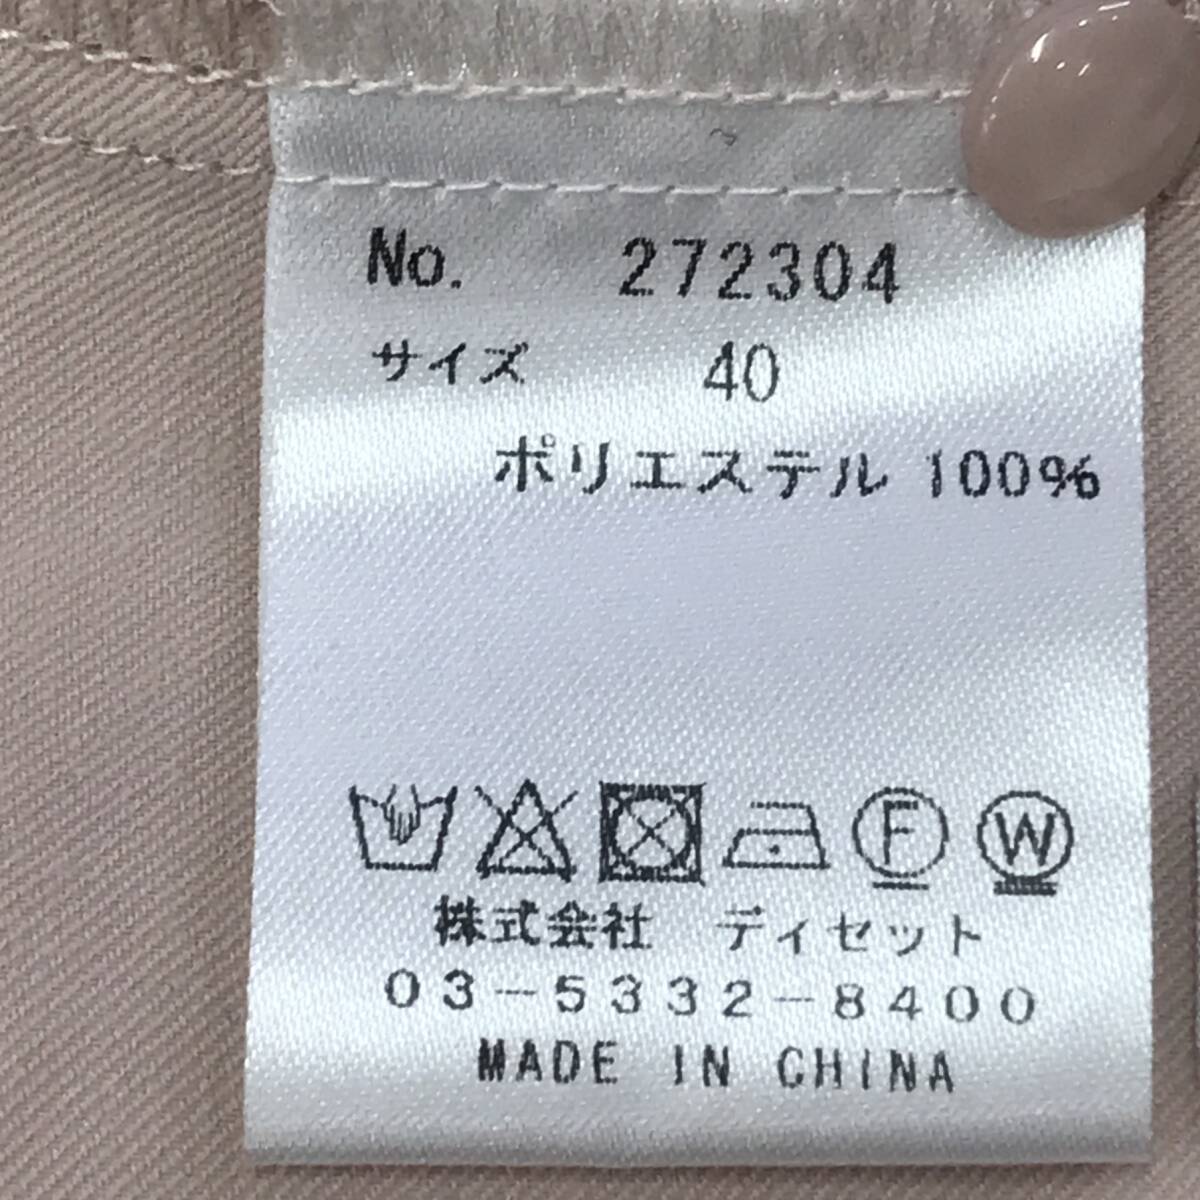 No. 272304
サイズ 40
ポリエステル 100%
F W
株式会社 ディセット
03-5332-8400
MADE IN CHINA